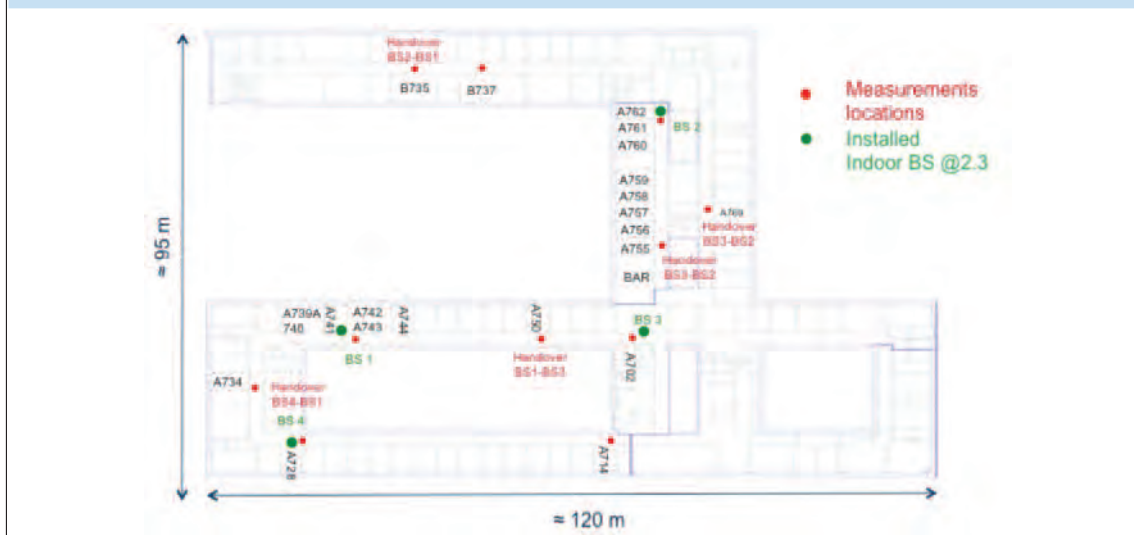 Handover
BS2-BS1
B735
B737
Measurements
locations
Installed
Indoor BS @2.3
A762
A761
A760
BS 2
A759
A758
A757
A756
A755
BAR
A769
Handover
BS3-BS2
Handover
BS3-BS2
≈ 95 m
A739A
746
A741
A742
A743
A744
BS 1
A750
Handover
BS1-BS3
BS 3
A702
A734
Handover
BS4-BS1
BS 4
A728
A714
≈ 120 m